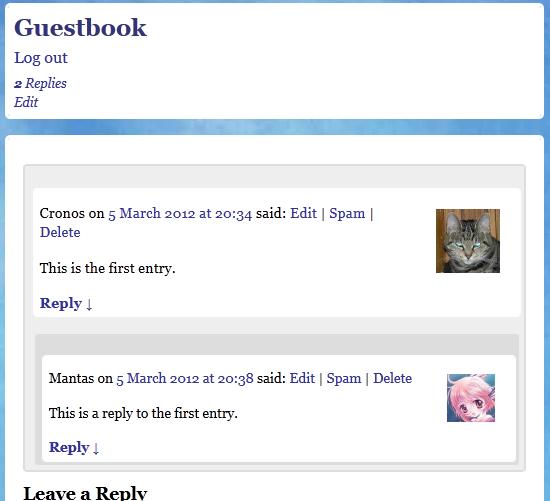 Guestbook
Log out
2 Replies
Edit
Cronos on 5 March 2012 at 20:34 said: Edit | Spam |
Delete
This is the first entry.
Reply ↓
Mantas on 5 March 2012 at 20:38 said: Edit | Spam | Delete
This is a reply to the first entry.
Reply ↓
Leave a Reply